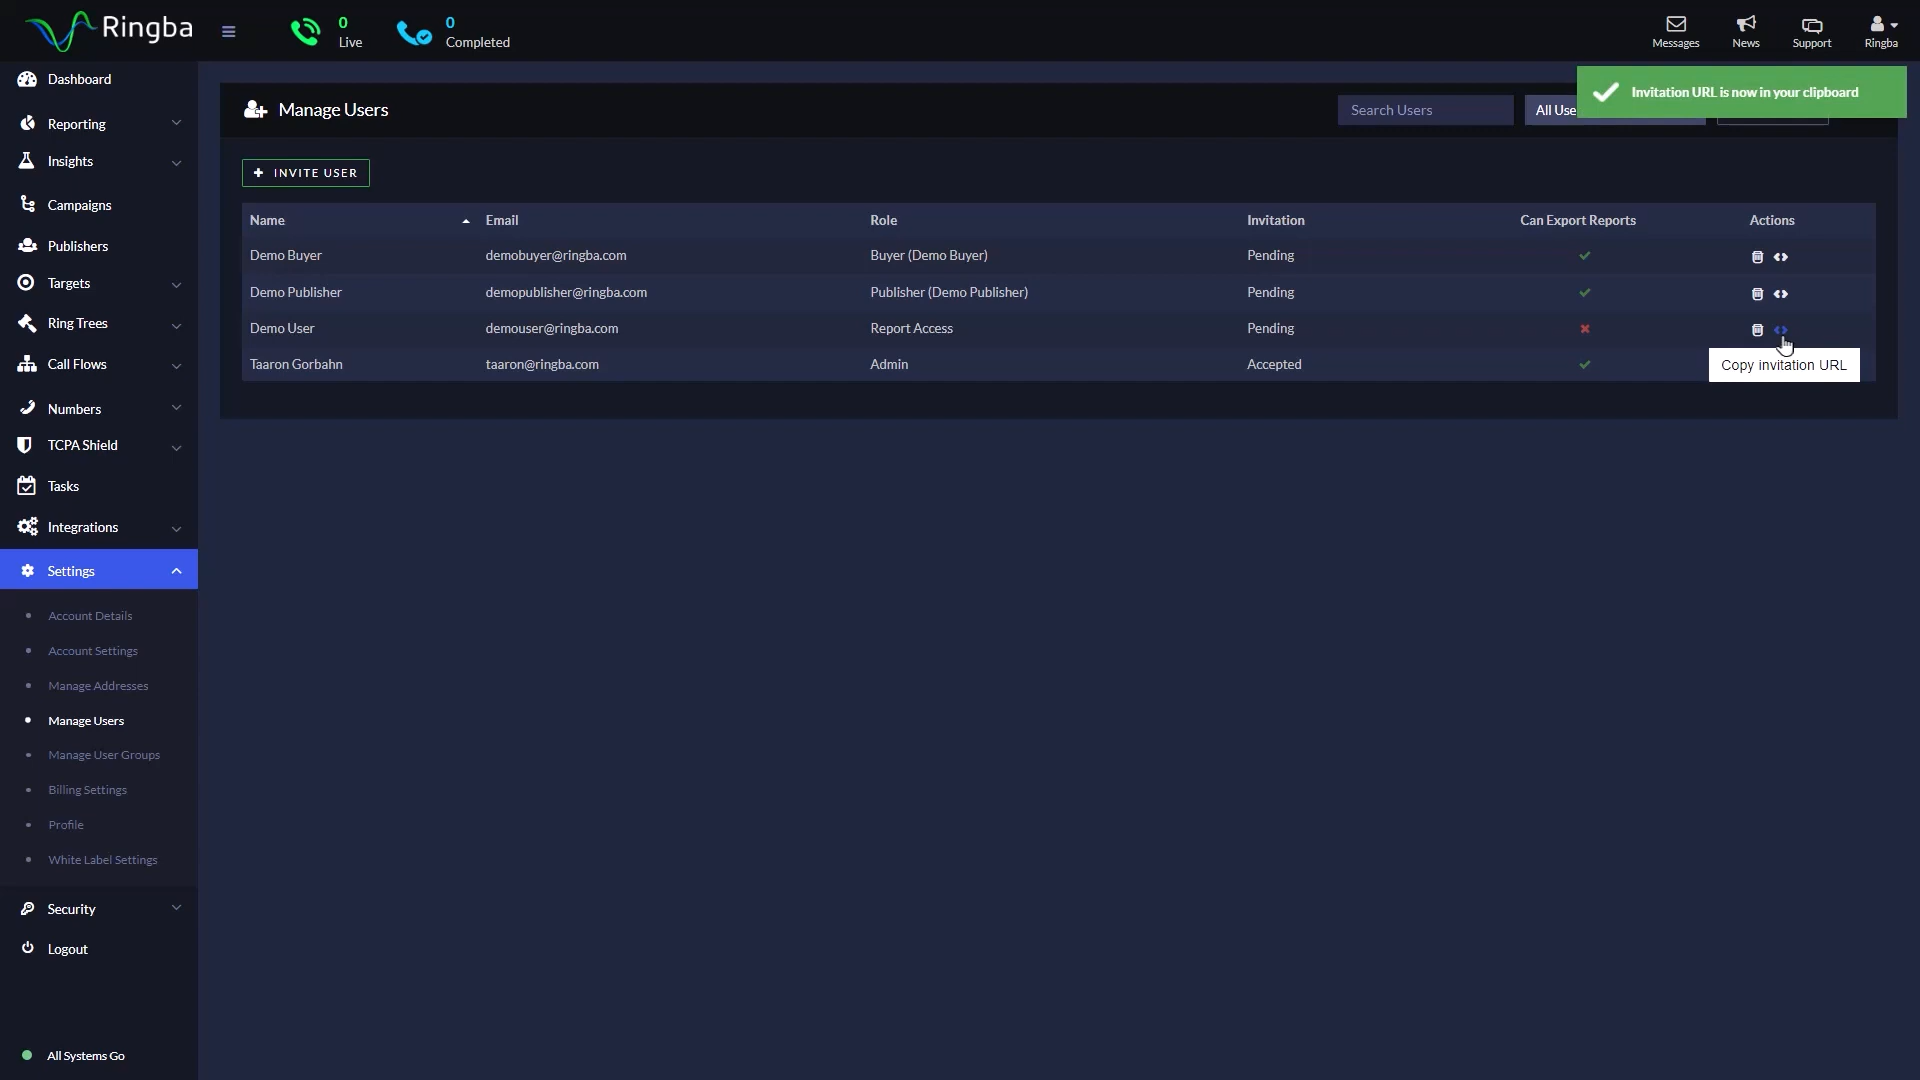 Ringba
0
Live
0
Completed
Messages
News
Support
Ringba
Dashboard
Reporting
Insights
Campaigns
Publishers
Targets
Ring Trees
Call Flows
Numbers
TCPA Shield
Tasks
Integrations
Settings
Account Details
Account Settings
Manage Addresses
Manage Users
Manage User Groups
Billing Settings
Profile
White Label Settings
Security
Logout
All Systems Go
Manage Users
Search Users
All Use
Invitation URL is now in your clipboard
+ INVITE USER
Name Email Role Invitation Can Export Reports Actions
Demo Buyer demobuyer@ringba.com Buyer (Demo Buyer) Pending
Demo Publisher demopublisher@ringba.com Publisher (Demo Publisher) Pending
Demo User demouser@ringba.com Report Access Pending
Taaron Gorbahn taaron@ringba.com Admin Accepted
Copy invitation URL